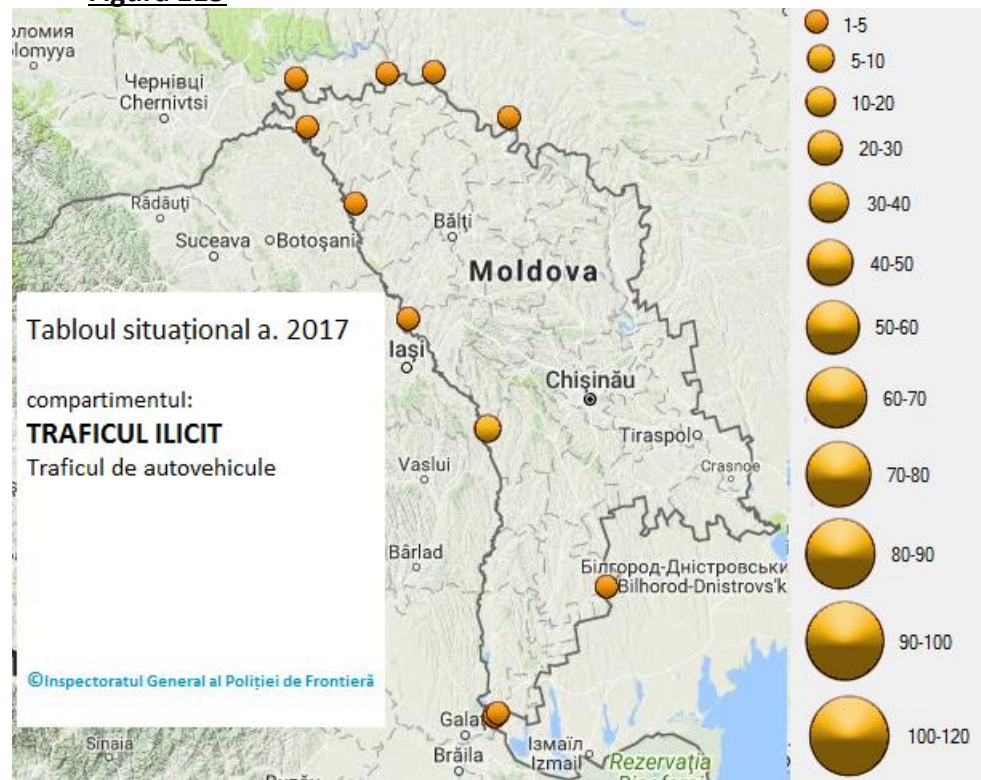 оломия
Чернівці
Chernivtsi
Rădăuți
Suceava
Botoșani
Bălți
Moldova
Iași
Chișinău
Tiraspol
Crasnoe
Vaslui
Bârlad
Білгород-Дністровськи
Bilhorod-Dnistrovs'k
Galați
Brăila
Ізмаїл
Izmail
Rezervația
Sinaia
Tabloul situațional a. 2017
compartimentul:
TRAFICUL ILICIT
Traficul de autovehicule
©Inspectoratul General al Poliției de Frontieră
1-5
5-10
10-20
20-30
30-40
40-50
50-60
60-70
70-80
80-90
90-100
100-120